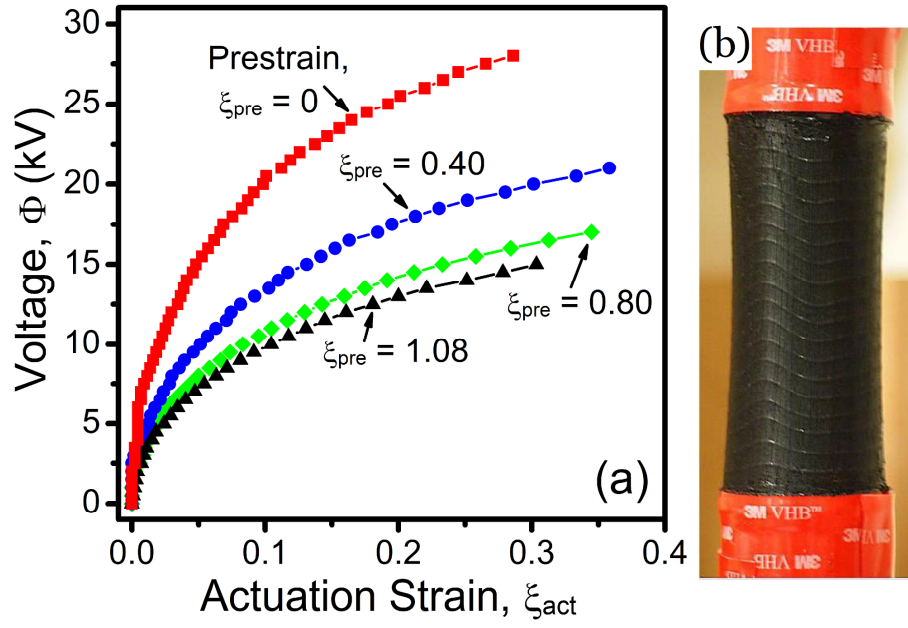 30
25
20
15
10
5
0
Voltage, Φ (kV)
Prestrain,
ξpre = 0
ξpre = 0.40
ξpre = 0.80
ξpre = 1.08
(a)
0.0 0.1 0.2 0.3 0.4
Actuation Strain, ξact
(b)
3M VHB
3M VHB™
3M VHB™
3M VHB